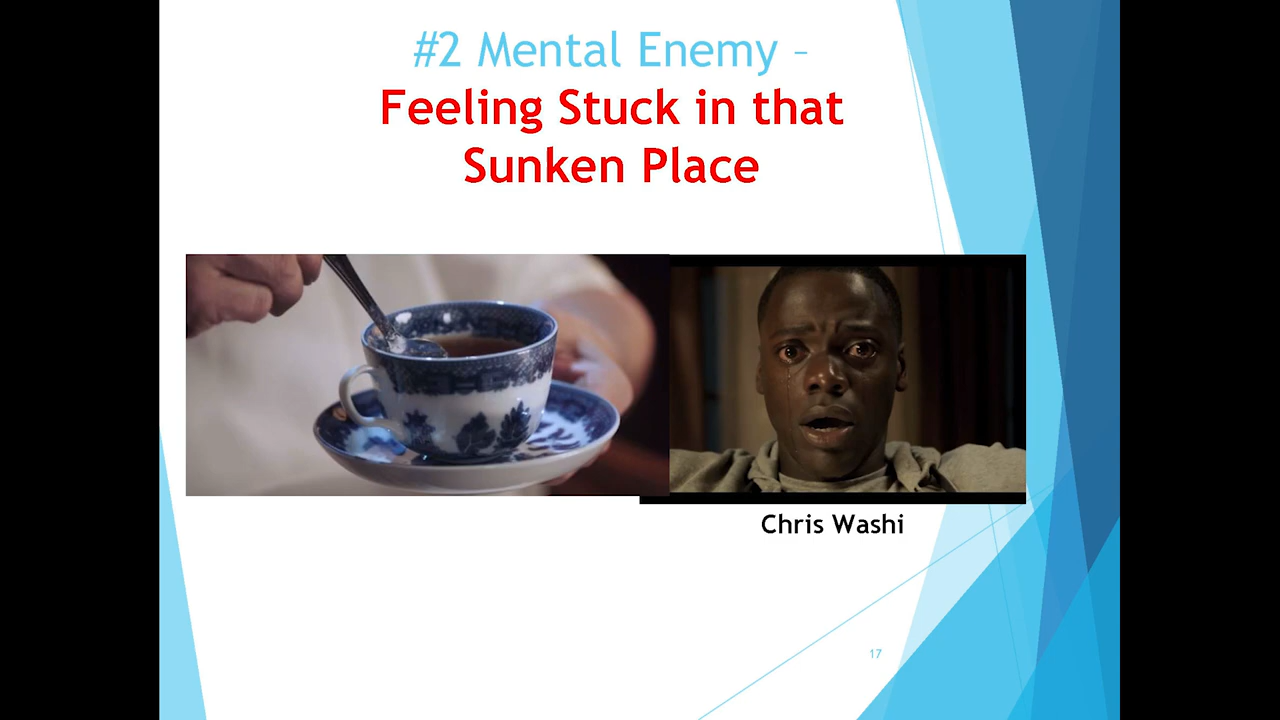 #2 Mental Enemy –
Feeling Stuck in that
Sunken Place
Chris Washi
17